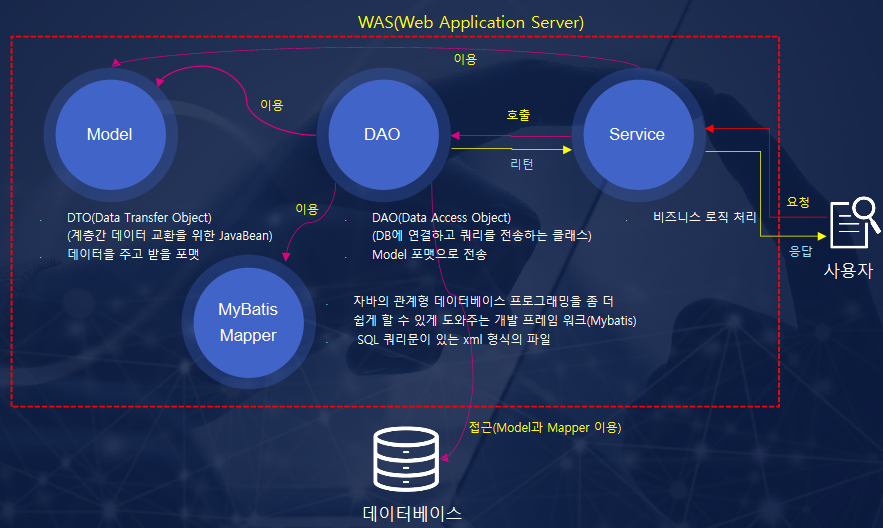 WAS(Web Application Server)
이용
이용
호출
Model
DAO
Service
리턴
이용
요청
DTO(Data Transfer Object)
(계층간 데이터 교환을 위한 JavaBean)
데이터을 주고 받을 포맷
DAO(Data Access Object)
(DB에 연결하고 쿼리를 전송하는 클래스)
Model 포맷으로 전송
비즈니스 로직 처리
응답
사용자
MyBatis
Mapper
자바의 관계형 데이터베이스 프로그래밍을 좀 더
쉽게 할 수 있게 도와주는 개발 프레임 워크(Mybatis)
SQL 쿼리문이 있는 xml 형식의 파일
접근(Model과 Mapper 이용)
데이터베이스